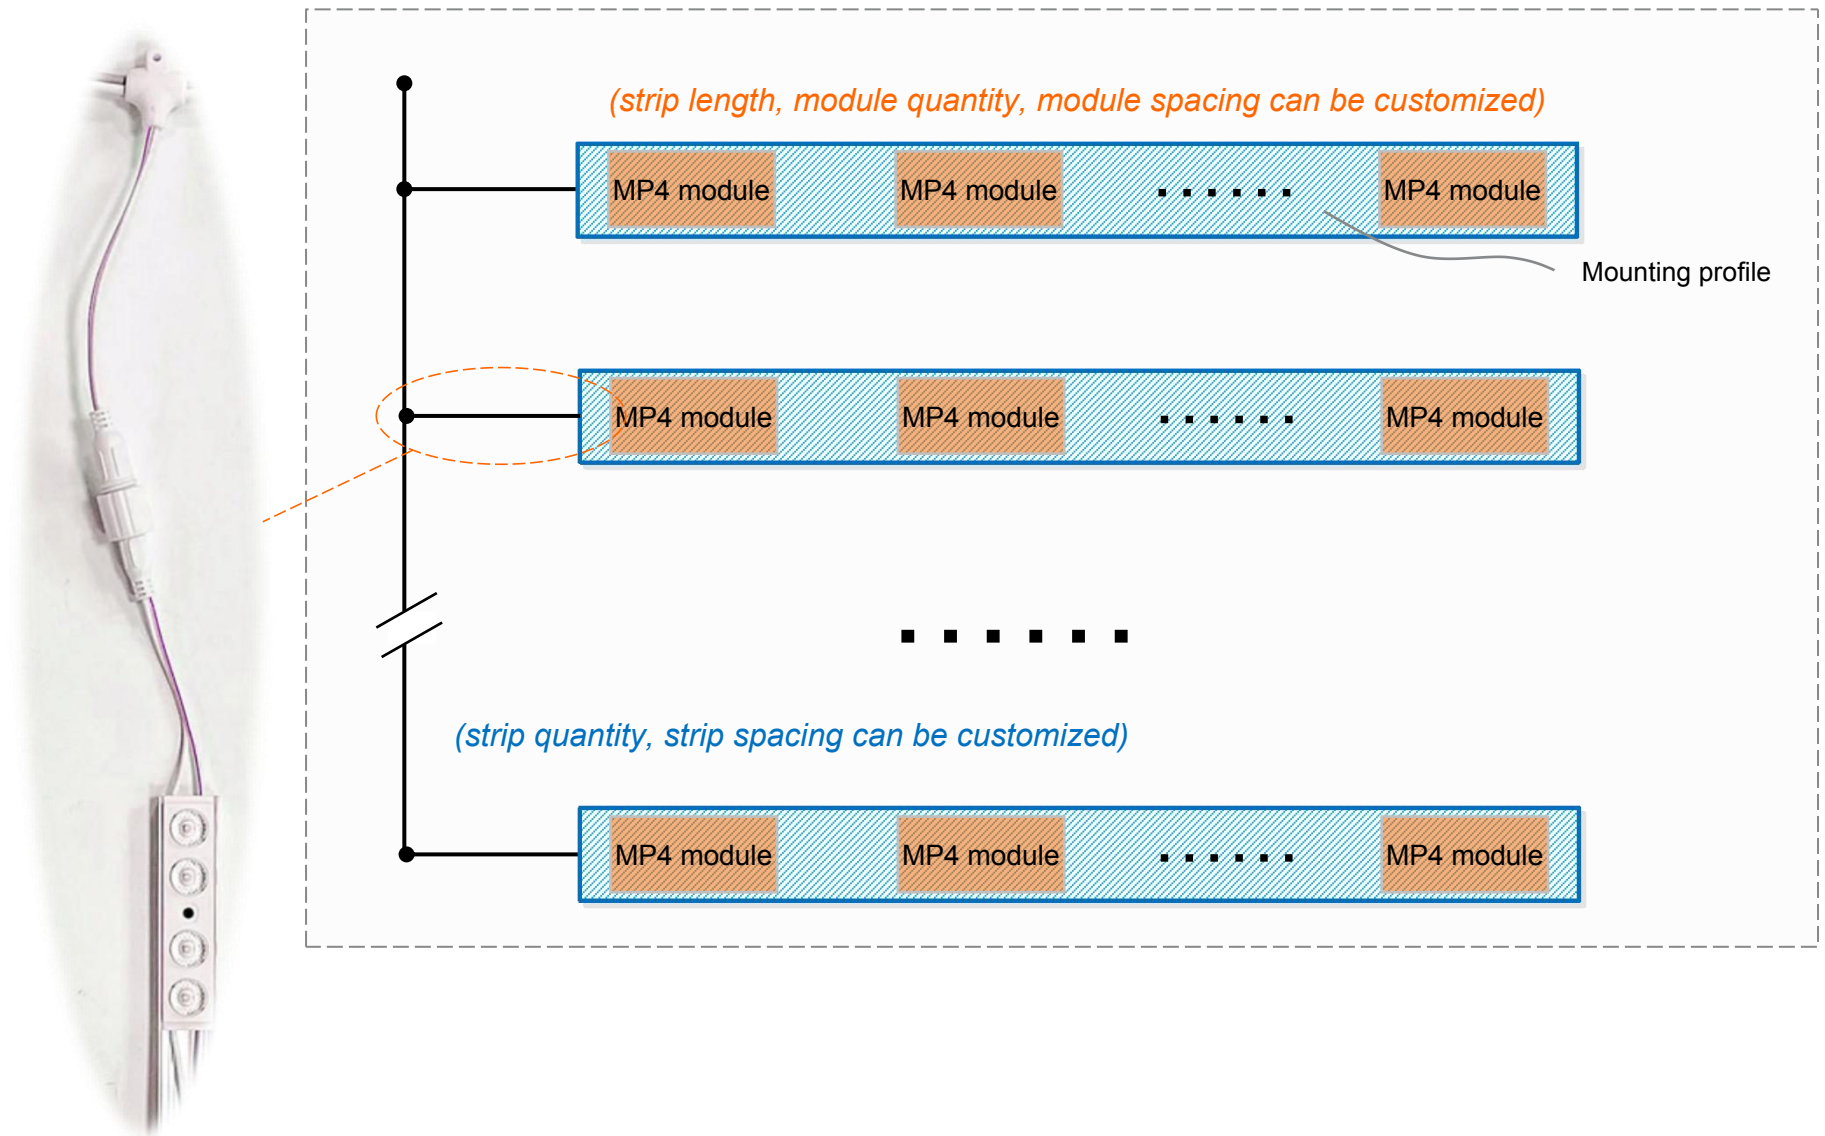 (strip length, module quantity, module spacing can be customized)
MP4 module MP4 module MP4 module
Mounting profile
MP4 module MP4 module MP4 module
(strip quantity, strip spacing can be customized)
MP4 module MP4 module MP4 module